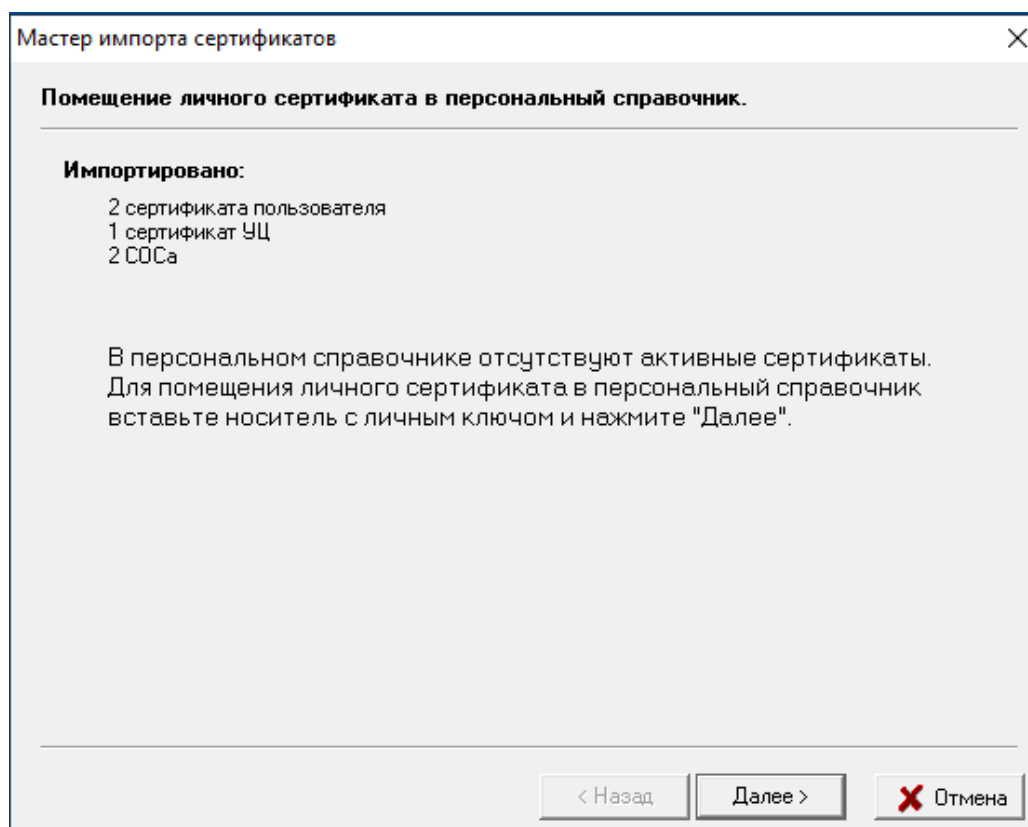 Мастер импорта сертификатов
Помещение личного сертификата в персональный справочник.
Импортировано:
2 сертификата пользователя
1 сертификат УЦ
2 СОСа
В персональном справочнике отсутствуют активные сертификаты.
Для помещения личного сертификата в персональный справочник
вставьте носитель с личным ключом и нажмите "Далее".
< Назад
Далее >
Отмена